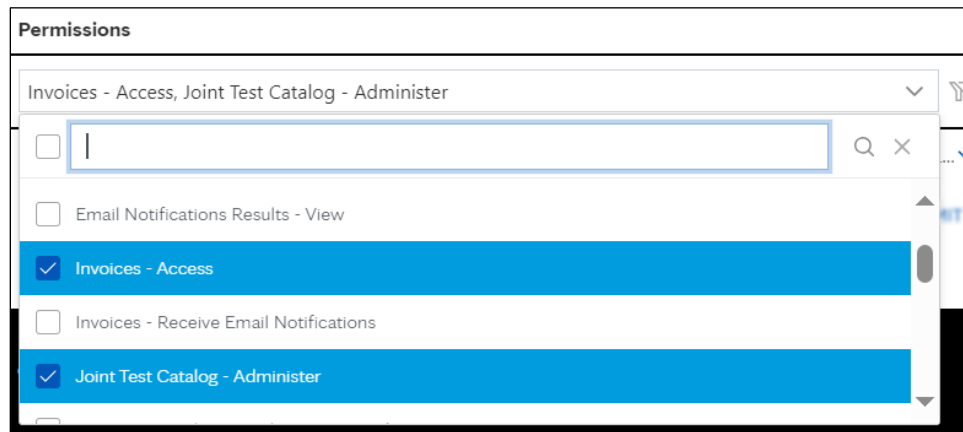 Permissions
Invoices - Access, Joint Test Catalog - Administer
Email Notifications Results - View
Invoices - Access
Invoices - Receive Email Notifications
Joint Test Catalog - Administer